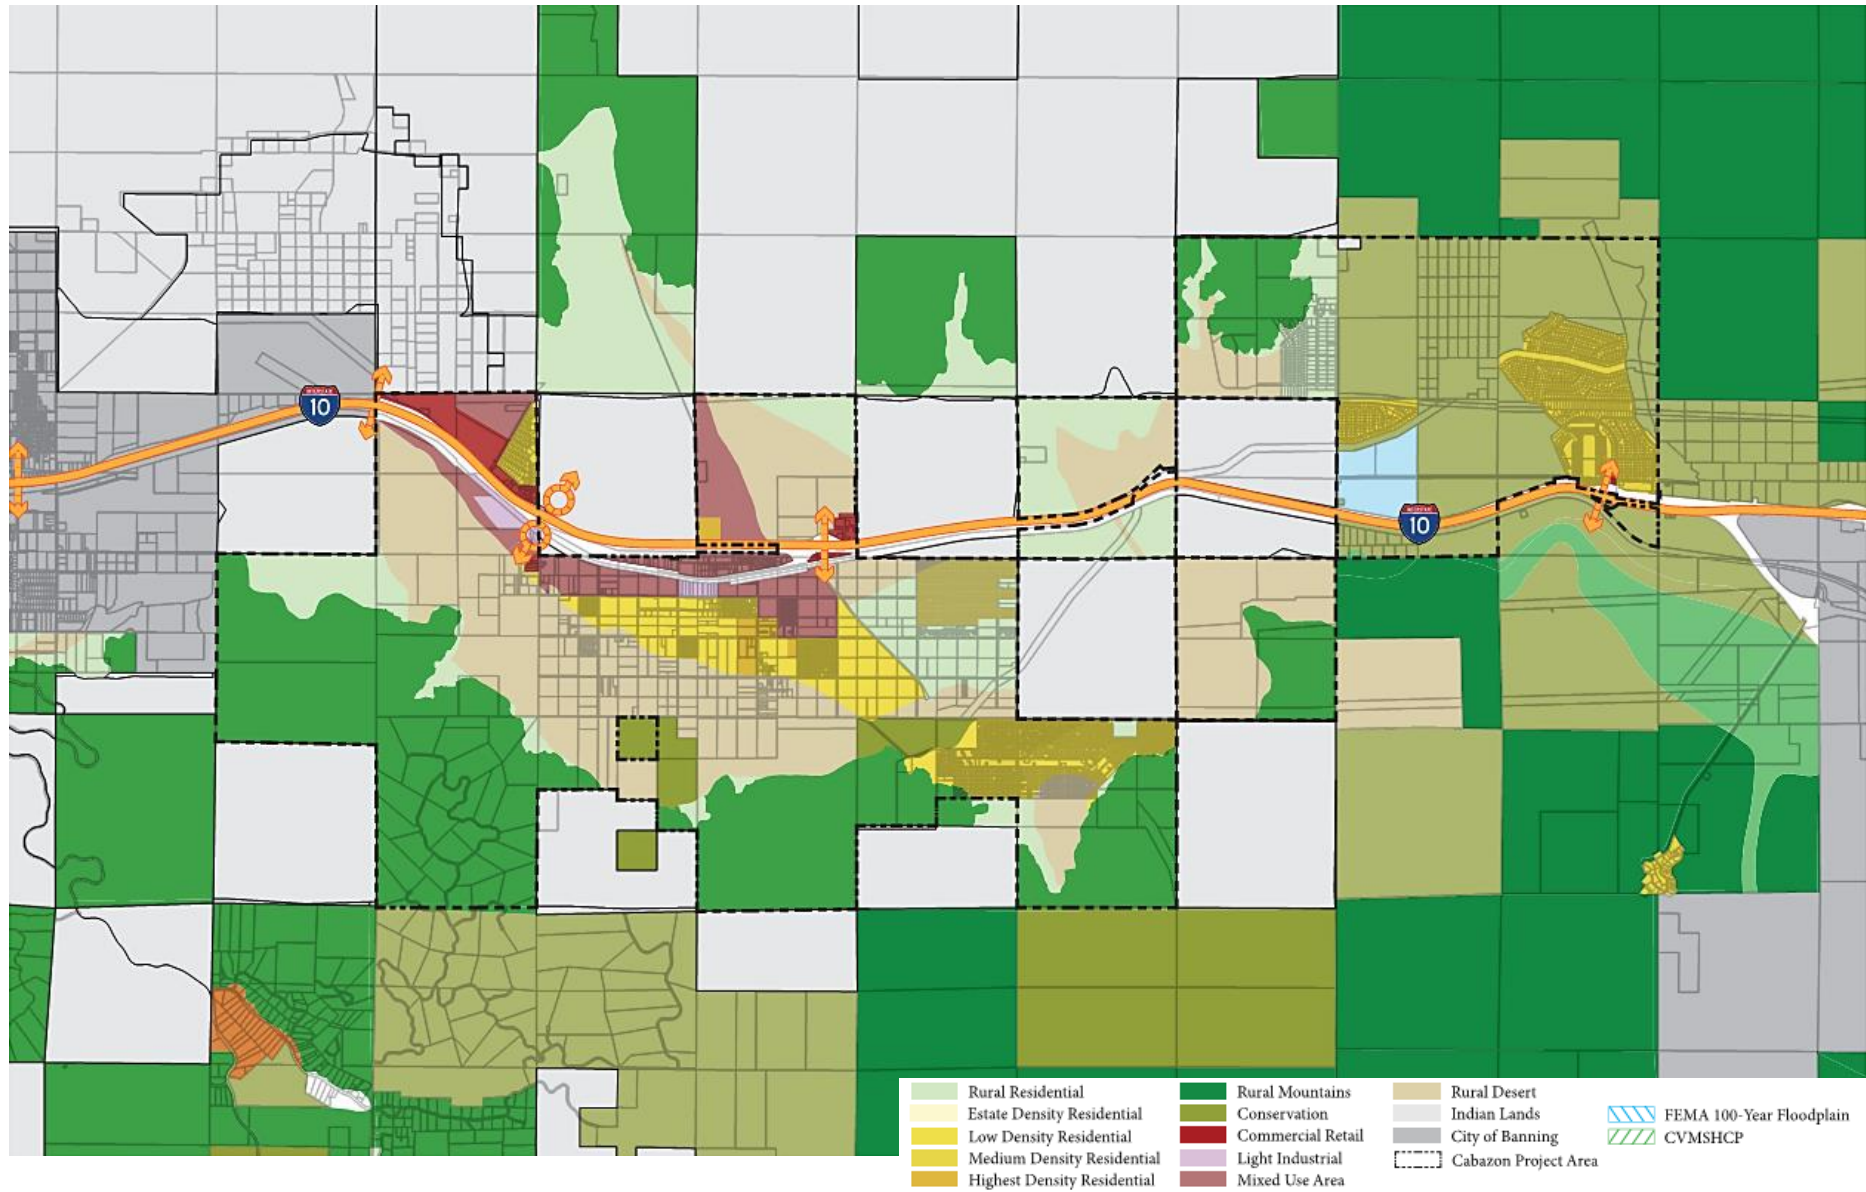 INTERSTATE
10
INTERSTATE
10
Rural Residential
Estate Density Residential
Low Density Residential
Medium Density Residential
Highest Density Residential
Rural Mountains
Conservation
Commercial Retail
Light Industrial
Mixed Use Area
Rural Desert
Indian Lands
City of Banning
Cabazon Project Area
FEMA 100-Year Floodplain
CVMSHCP